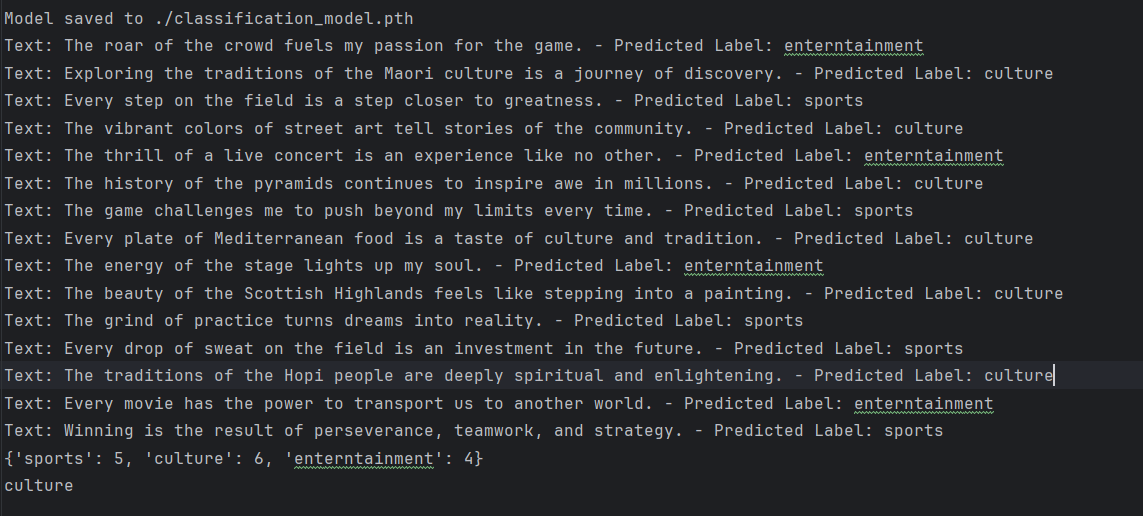 Model saved to ./classification_model.pth
Text: The roar of the crowd fuels my passion for the game. - Predicted Label: enterntainment
Text: Exploring the traditions of the Maori culture is a journey of discovery. - Predicted Label: culture
Text: Every step on the field is a step closer to greatness. - Predicted Label: sports
Text: The vibrant colors of street art tell stories of the community. - Predicted Label: culture
Text: The thrill of a live concert is an experience like no other. - Predicted Label: enterntainment
Text: The history of the pyramids continues to inspire awe in millions. - Predicted Label: culture
Text: The game challenges me to push beyond my limits every time. - Predicted Label: sports
Text: Every plate of Mediterranean food is a taste of culture and tradition. - Predicted Label: culture
Text: The energy of the stage lights up my soul. - Predicted Label: enterntainment
Text: The beauty of the Scottish Highlands feels like stepping into a painting. - Predicted Label: culture
Text: The grind of practice turns dreams into reality. - Predicted Label: sports
Text: Every drop of sweat on the field is an investment in the future. - Predicted Label: sports
Text: The traditions of the Hopi people are deeply spiritual and enlightening. - Predicted Label: culture
Text: Every movie has the power to transport us to another world. - Predicted Label: enterntainment
Text: Winning is the result of perseverance, teamwork, and strategy. - Predicted Label: sports
{'sports': 5, 'culture': 6, 'enterntainment': 4}
culture